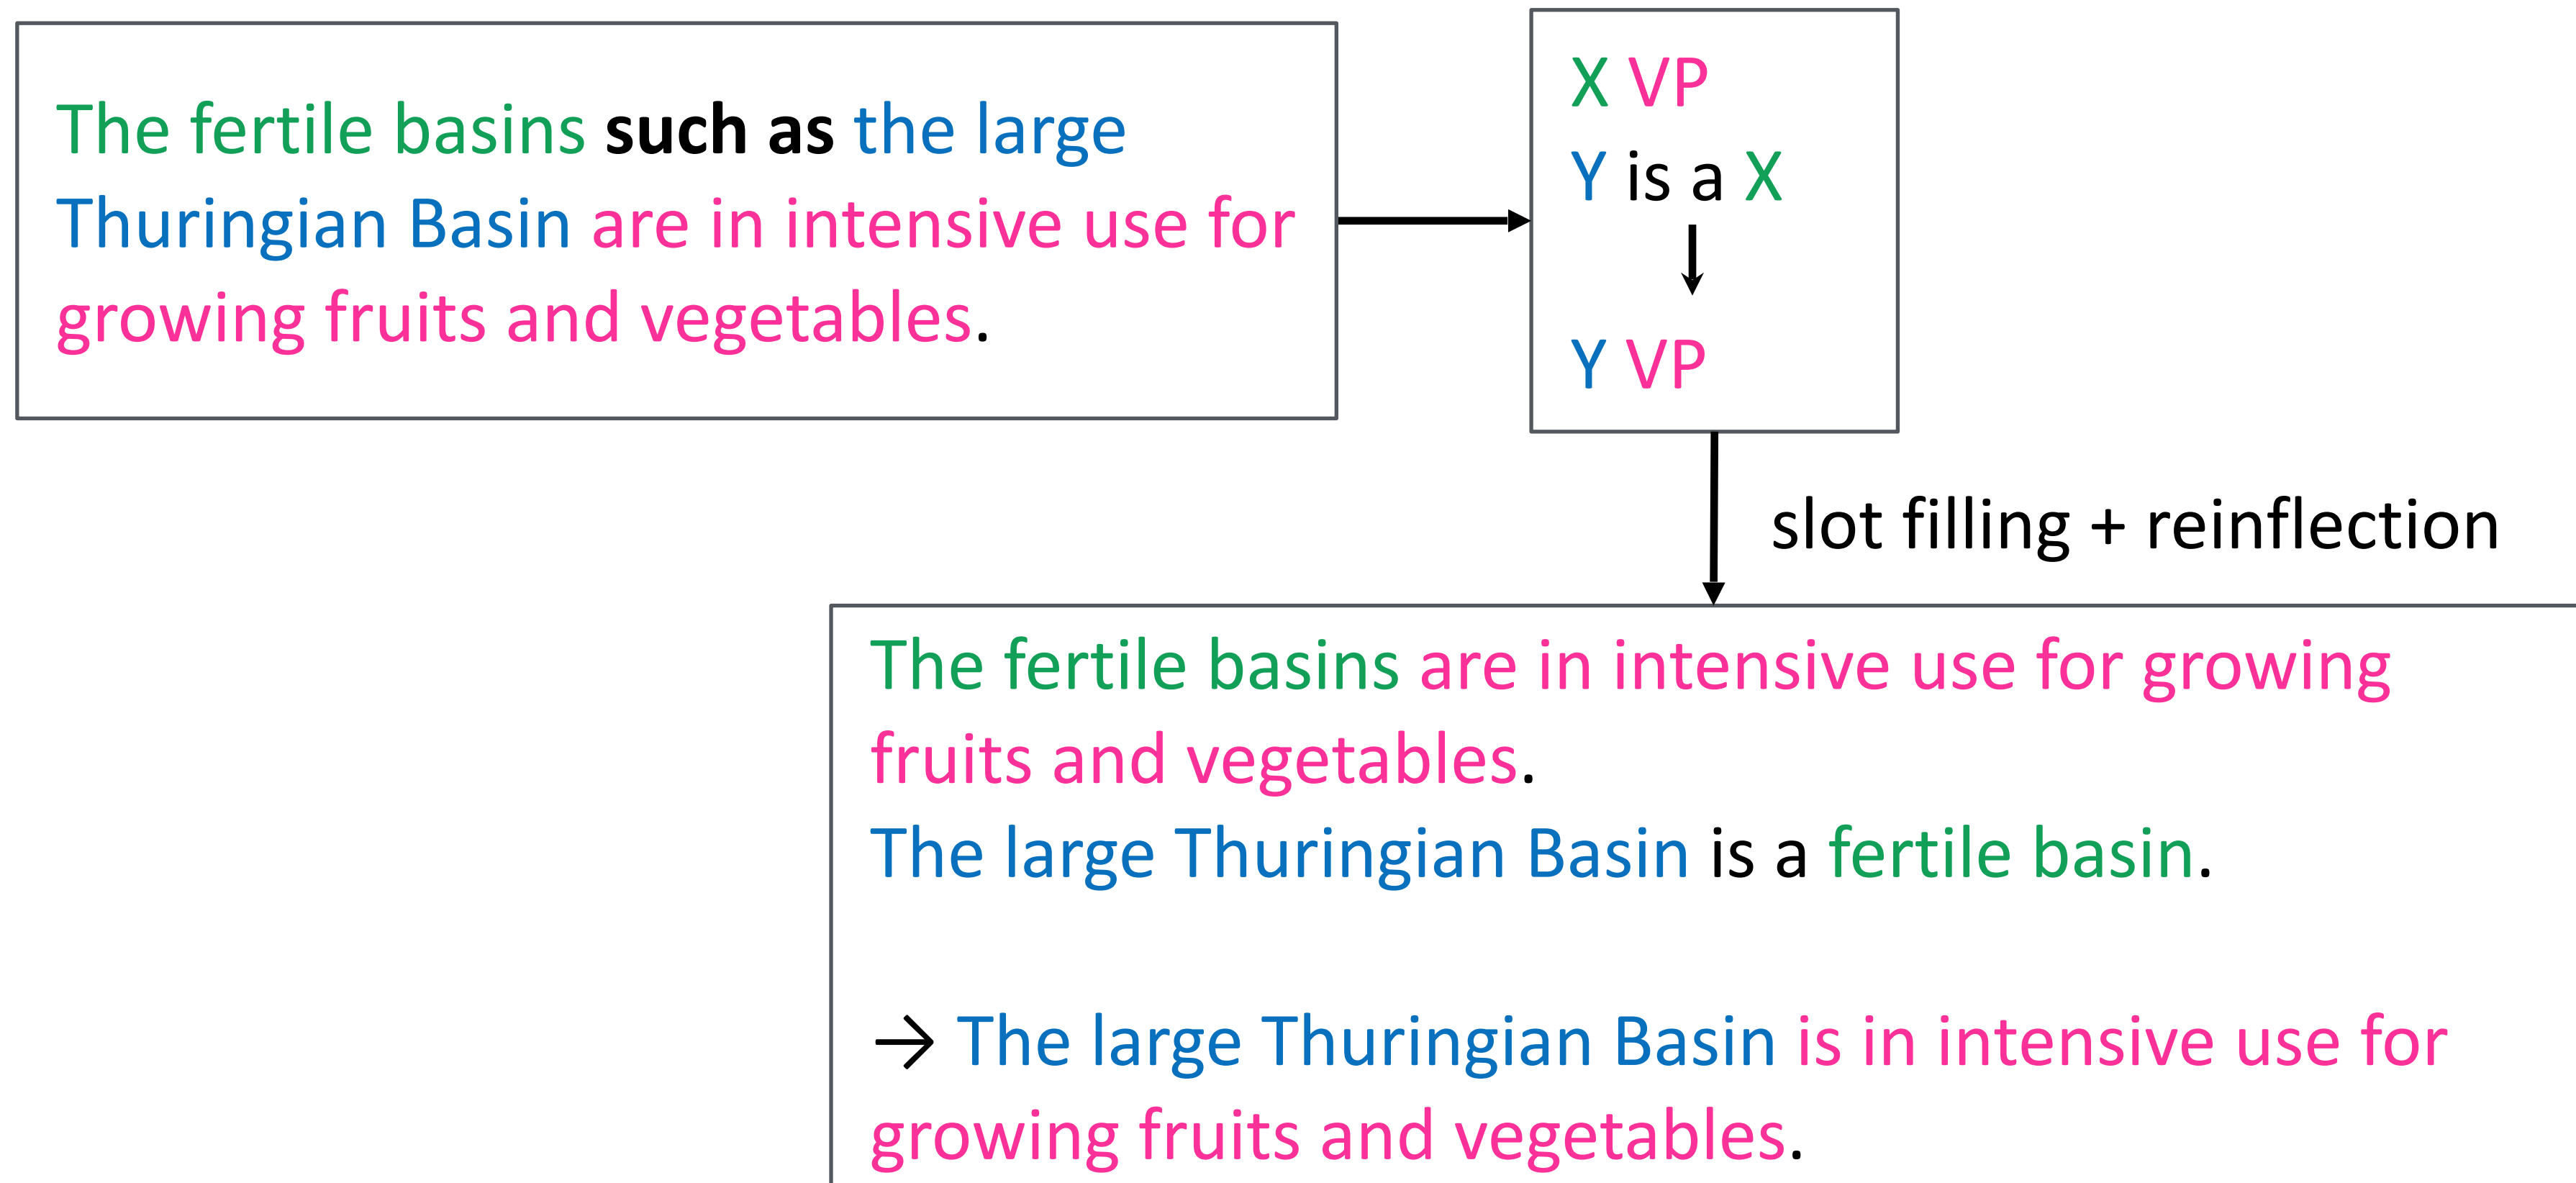 The fertile basins such as the large
Thuringian Basin are in intensive use for
growing fruits and vegetables.
X VP
Y is a X
Y VP
slot filling + reinflection
The fertile basins are in intensive use for growing
fruits and vegetables.
The large Thuringian Basin is a fertile basin.
→ The large Thuringian Basin is in intensive use for
growing fruits and vegetables.